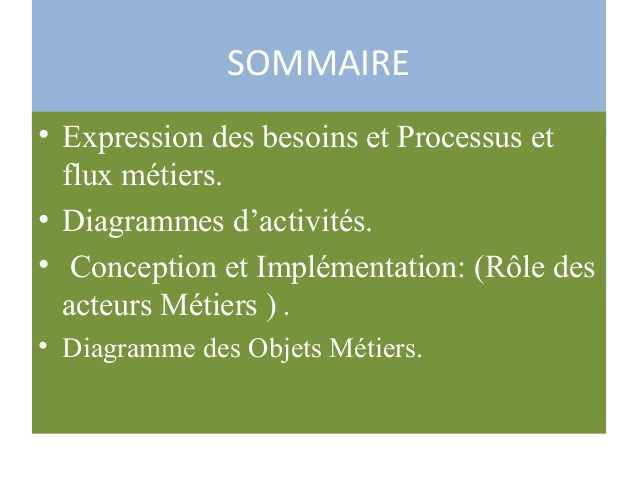 SOMMAIRE
• Expression des besoins et Processus et
flux métiers.
• Diagrammes d’activités.
• Conception et Implémentation: (Rôle des
acteurs Métiers ) .
• Diagramme des Objets Métiers.